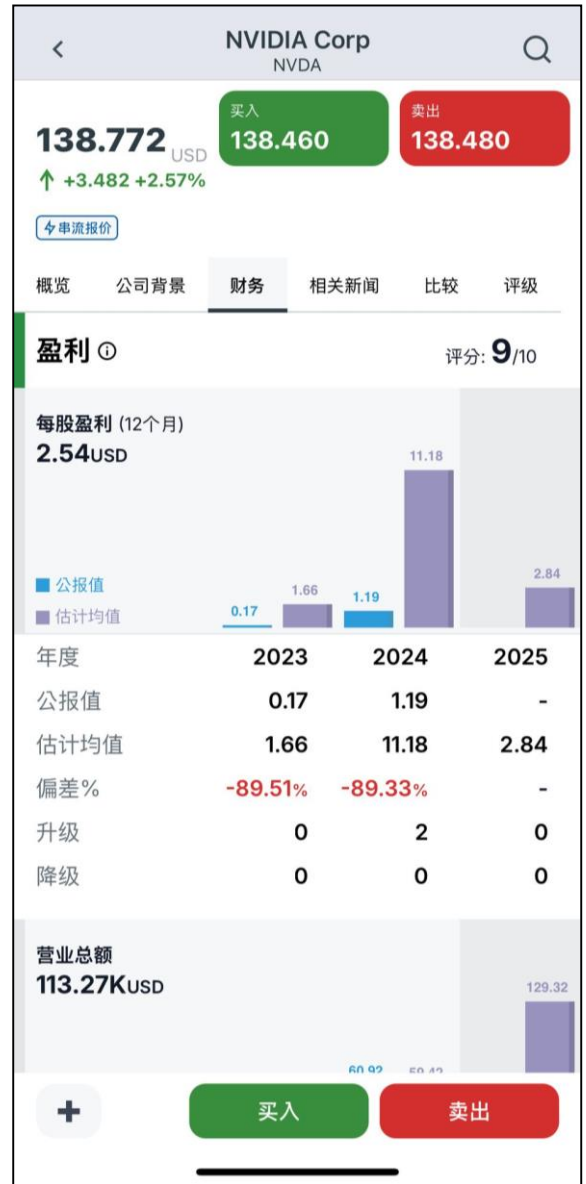 NVIDIA Corp
NVDA
138.772 USD
+3.482 +2.57%
买入
138.460
卖出
138.480
串流报价
概览 公司背景 财务 相关新闻 比较 评级
盈利
评分: 9/10
每股盈利 (12个月)
2.54USD
11.18
公报值
估计均值
0.17
1.66
1.19
2.84
年度 2023 2024 2025
公报值 0.17 1.19 -
估计均值 1.66 11.18 2.84
偏差% -89.51% -89.33% -
升级 0 2 0
降级 0 0 0
营业总额
113.27KUSD
129.32
60.92 59.42
+
买入
卖出